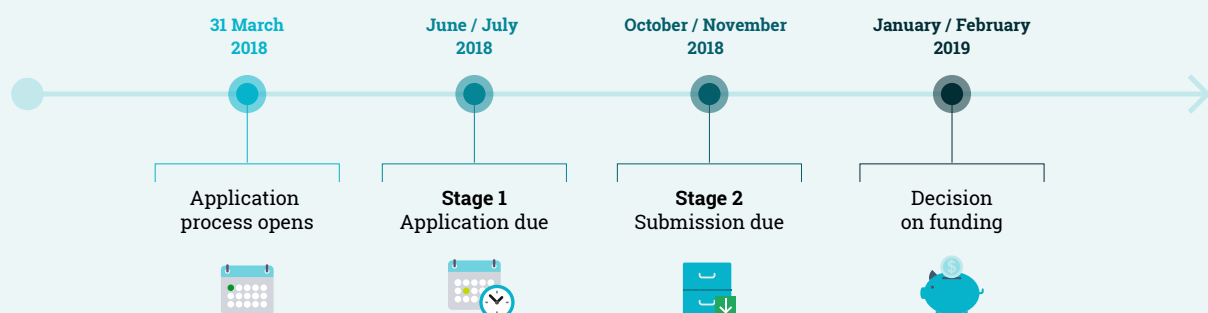 31 March
2018
June / July
2018
October / November
2018
January / February
2019
Application
process opens
Stage 1
Application due
Stage 2
Submission due
Decision
on funding
$